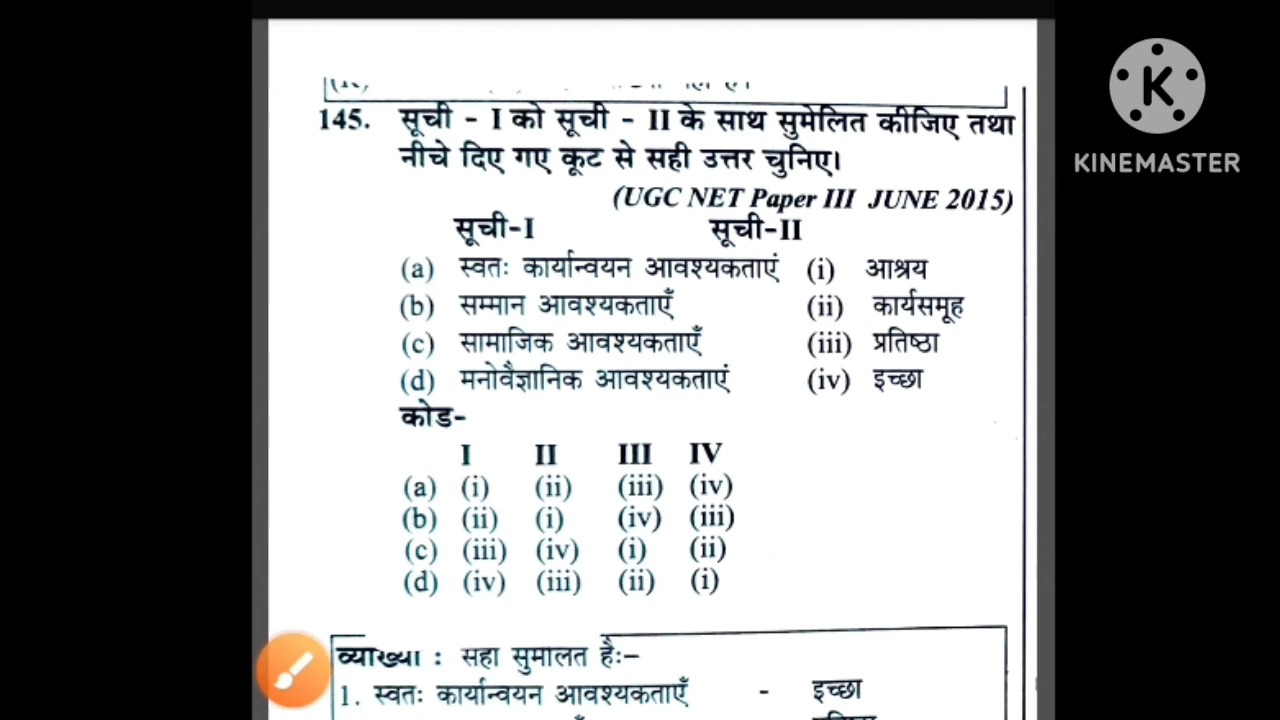 145. सूची - I को सूची - II के साथ सुमेलित कीजिए तथा
नीचे दिए गए कूट से सही उत्तर चुनिए।
(UGC NET Paper III JUNE 2015)
सूची-I सूची-II
(a) स्वतः कार्यान्वयन आवश्यकताएं (i) आश्रय
(b) सम्मान आवश्यकताएँ (ii) कार्यसमूह
(c) सामाजिक आवश्यकताएँ (iii) प्रतिष्ठा
(d) मनोवैज्ञानिक आवश्यकताएं (iv) इच्छा
कोड-
I II III IV
(a) (i) (ii) (iii) (iv)
(b) (ii) (i) (iv) (iii)
(c) (iii) (iv) (i) (ii)
(d) (iv) (iii) (ii) (i)
व्याख्या : सहा सुमालत हैः–
1. स्वतः कार्यान्वयन आवश्यकताएँ - इच्छा
K
KINEMASTER